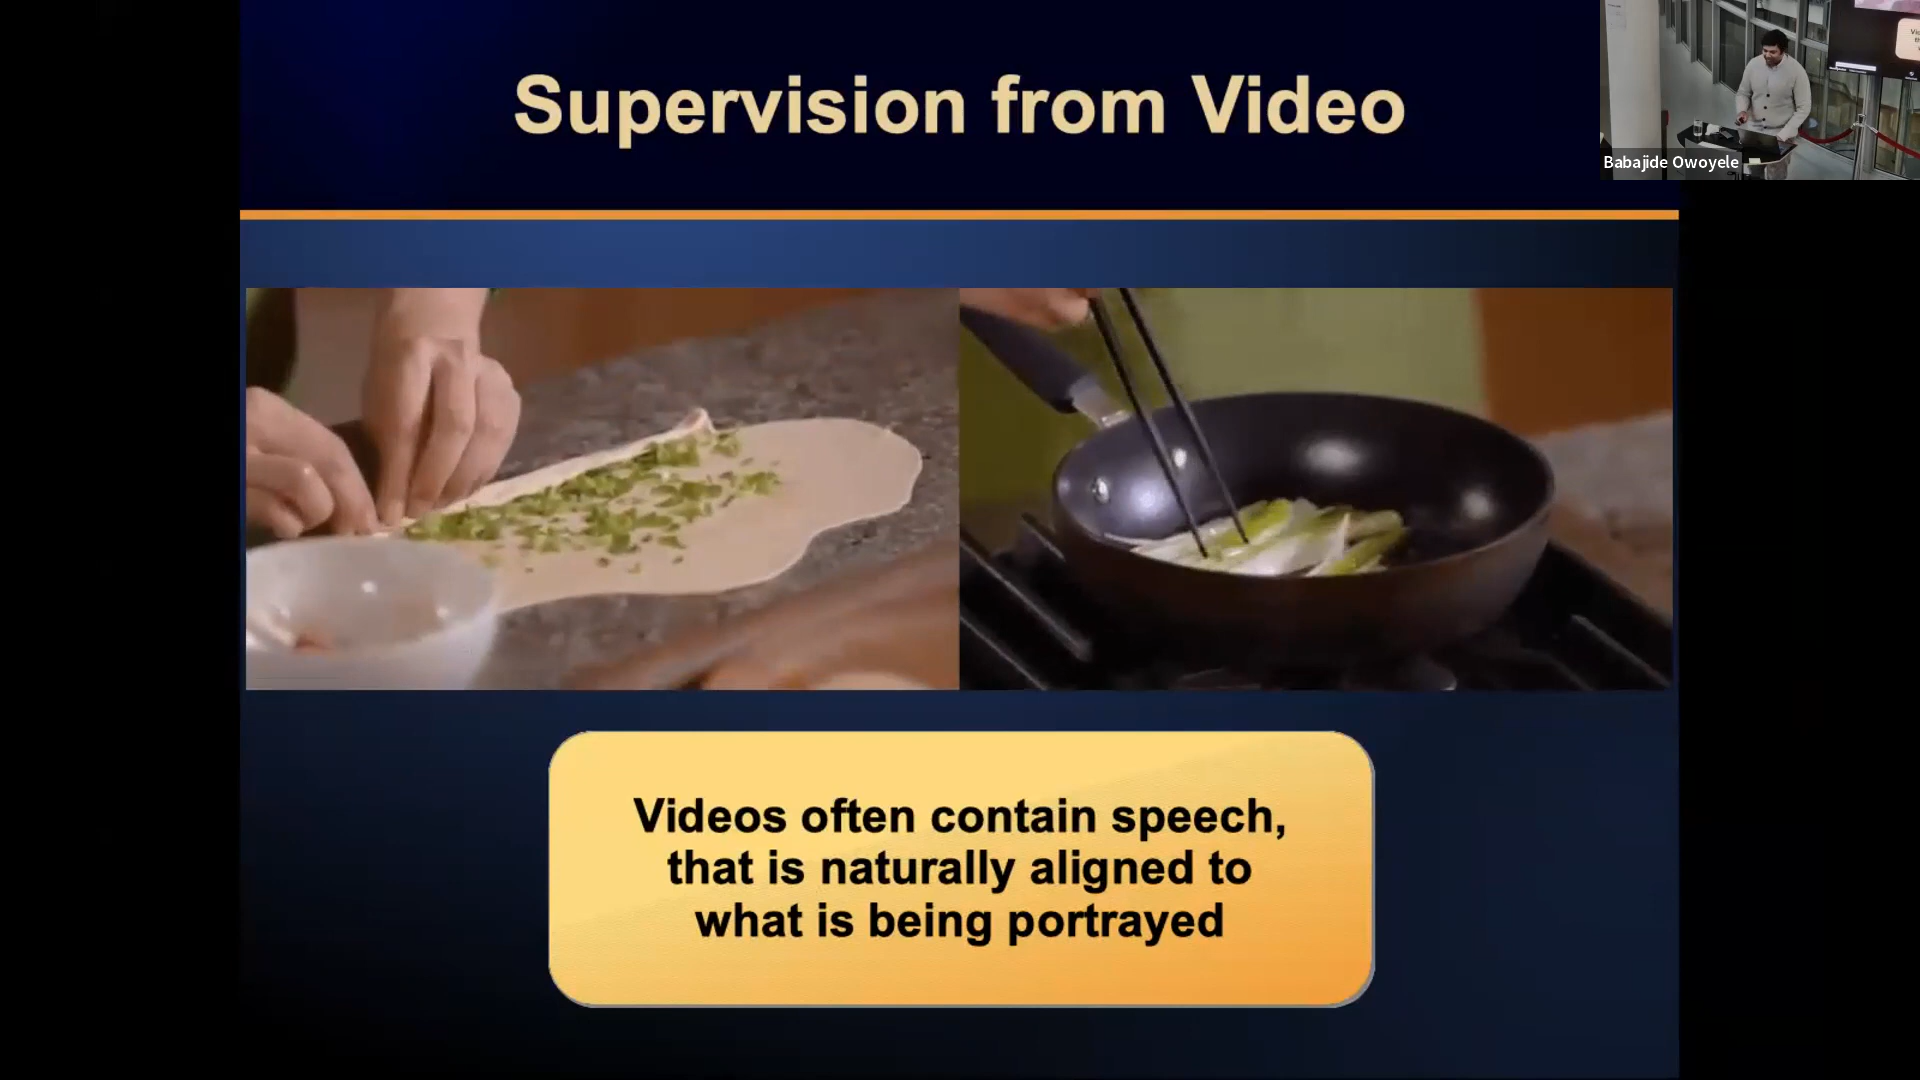 Supervision from Video
Babajide Owoyele
Videos often contain speech,
that is naturally aligned to
what is being portrayed